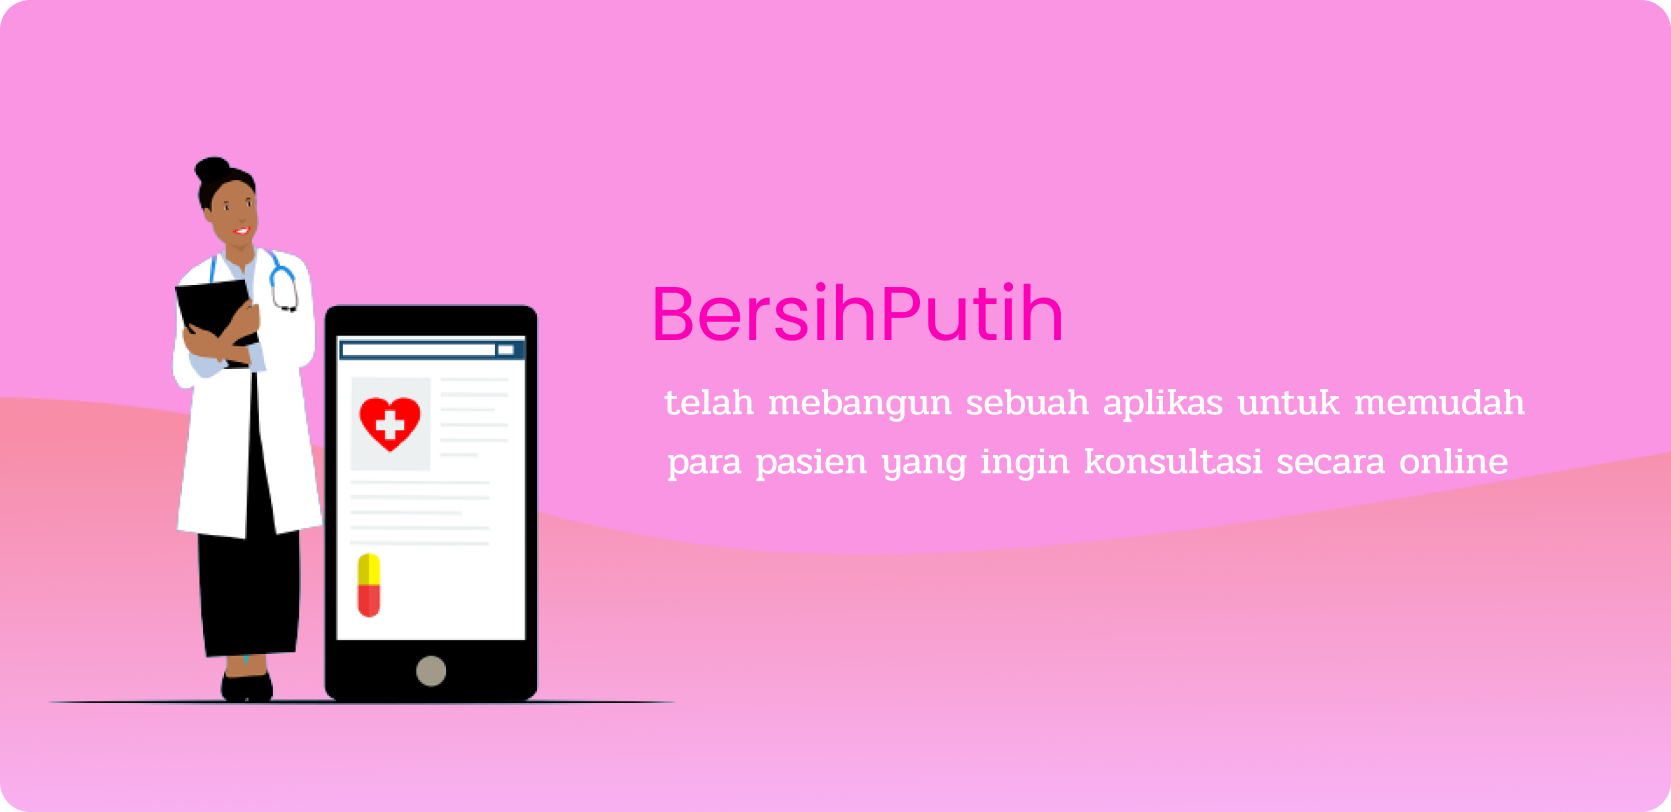 BersihPutih
telah mebangun sebuah aplikas untuk memudah
para pasien yang ingin konsultasi secara online